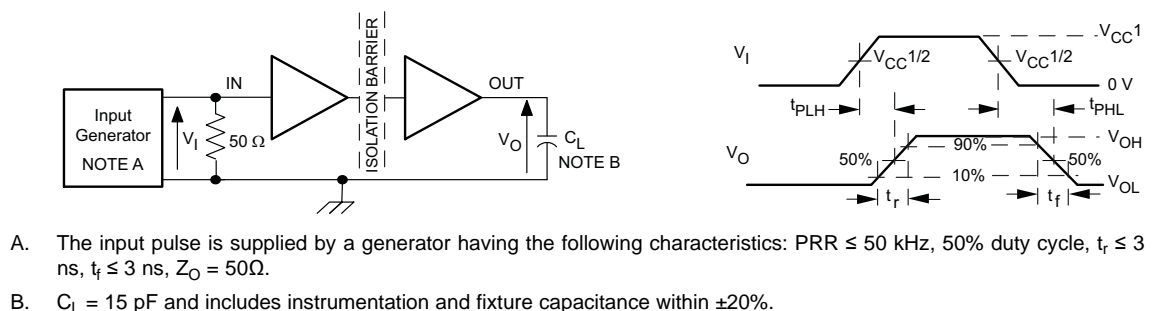 Input
Generator
NOTE A
V_I
IN
50 Ω
ISOLATION BARRIER
OUT
V_O
C_L
NOTE B
V_I
V_CC1
V_CC1/2
V_CC1/2
0 V
t_PLH
t_PHL
V_O
50%
90%
10%
50%
V_OH
V_OL
t_r
t_f
A. The input pulse is supplied by a generator having the following characteristics: PRR ≤ 50 kHz, 50% duty cycle, t_r ≤ 3
ns, t_f ≤ 3 ns, Z_O = 50Ω.
B. C_L = 15 pF and includes instrumentation and fixture capacitance within ±20%.